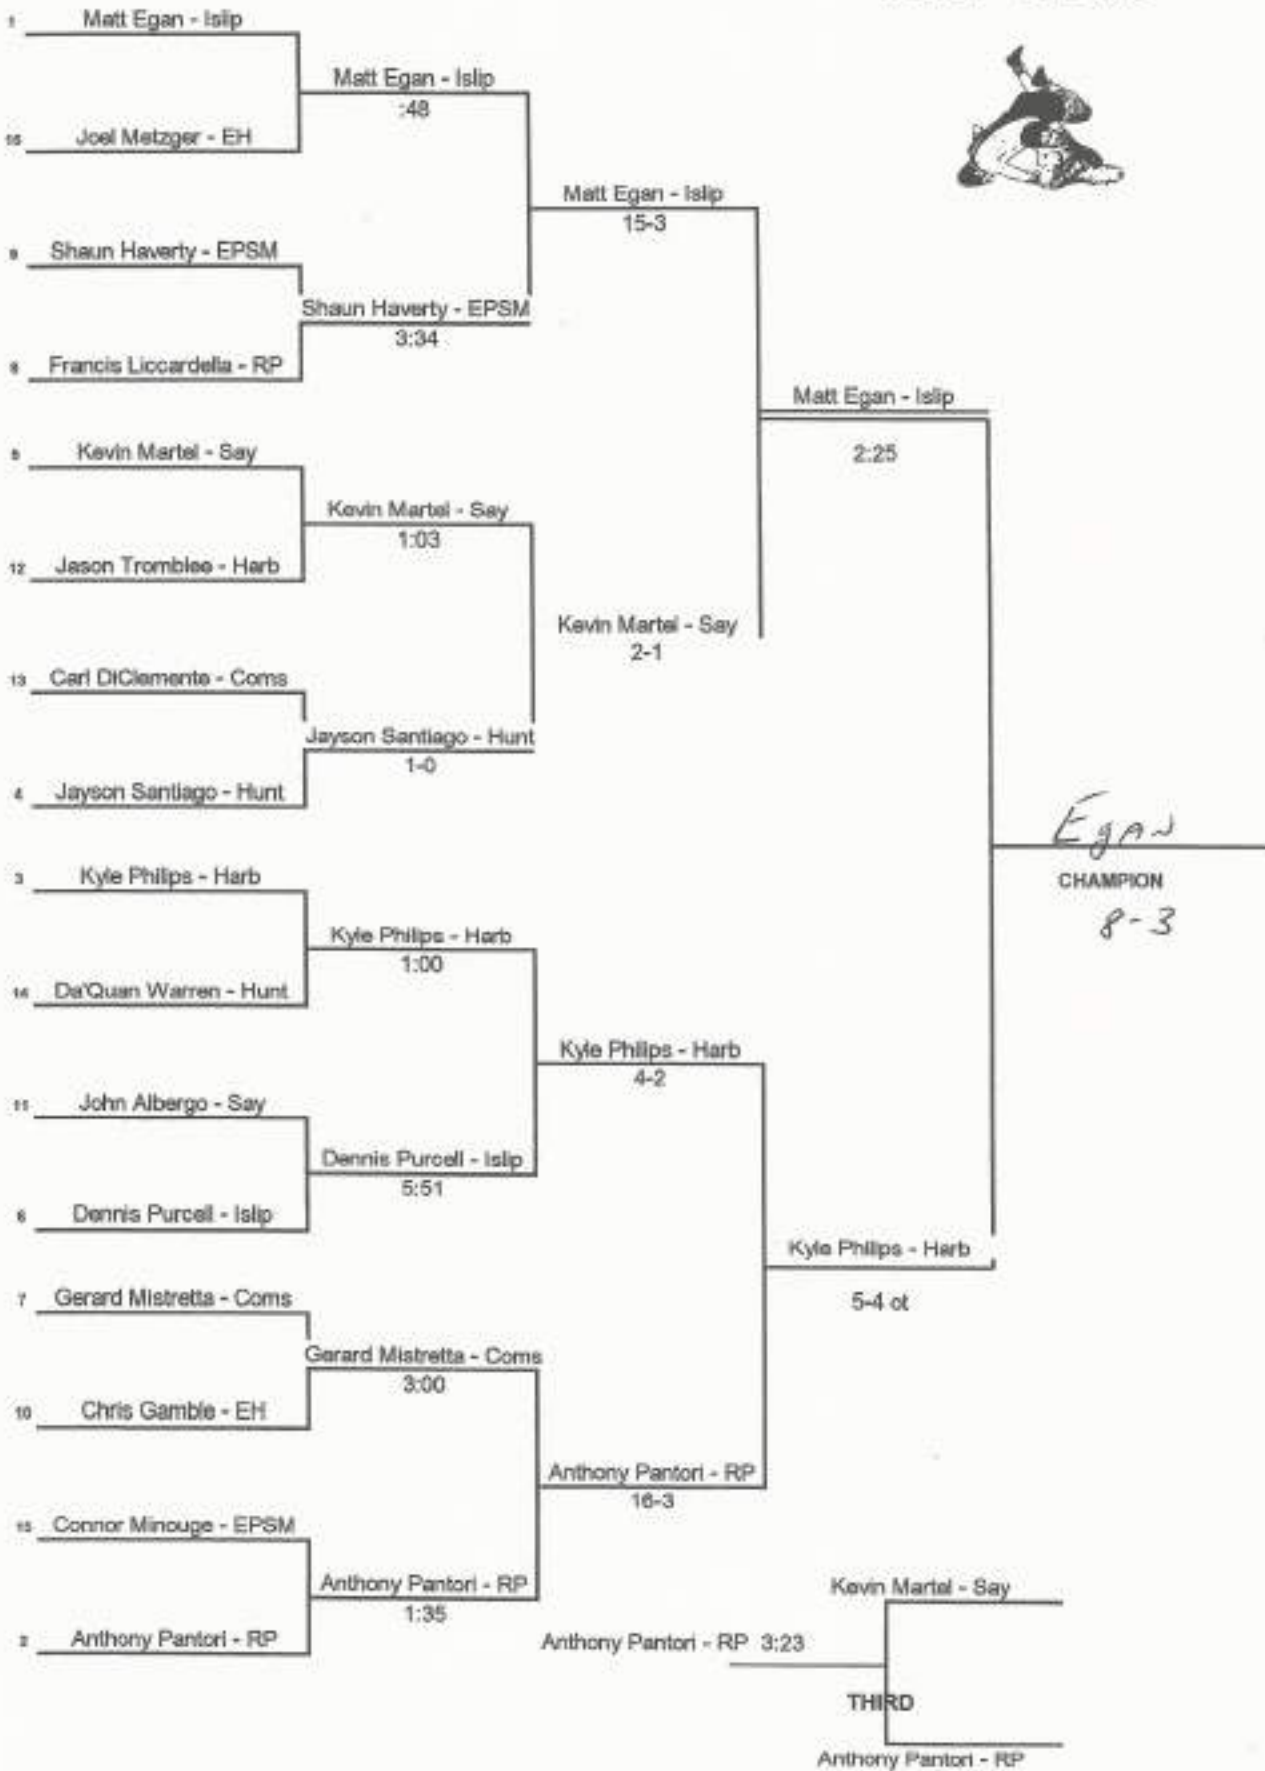 1 Matt Egan - Islip
Matt Egan - Islip
:48
16 Joel Metzger - EH
Matt Egan - Islip
15-3
9 Shaun Haverty - EPSM
Shaun Haverty - EPSM
3:34
8 Francis Liccardella - RP
Matt Egan - Islip
2:25
5 Kevin Martel - Say
Kevin Martel - Say
1:03
12 Jason Tromblee - Harb
Kevin Martel - Say
2-1
13 Carl DiClemente - Coms
Jayson Santiago - Hunt
1-0
4 Jayson Santiago - Hunt
Egan
CHAMPION
8-3
3 Kyle Philips - Harb
Kyle Philips - Harb
1:00
14 Da'Quan Warren - Hunt
Kyle Philips - Harb
4-2
11 John Albergo - Say
Dennis Purcell - Islip
5:51
6 Dennis Purcell - Islip
Kyle Philips - Harb
5-4 ot
7 Gerard Mistretta - Coms
Gerard Mistretta - Coms
3:00
10 Chris Gamble - EH
Anthony Pantori - RP
16-3
15 Connor Minouge - EPSM
Anthony Pantori - RP
1:35
2 Anthony Pantori - RP
Kevin Martel - Say
Anthony Pantori - RP 3:23
THIRD
Anthony Pantori - RP